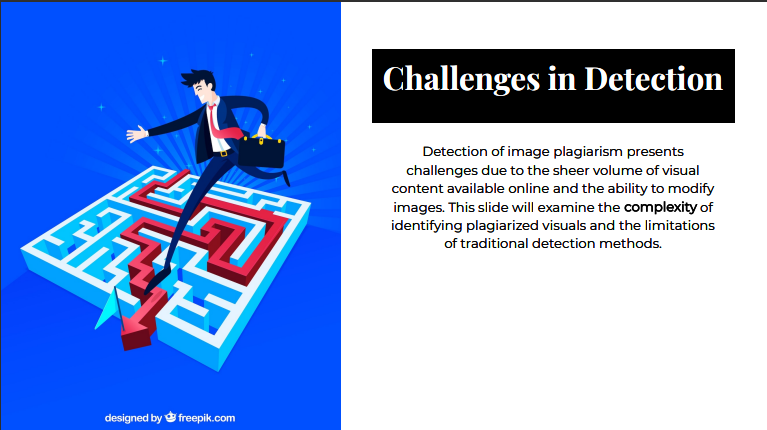 Challenges in Detection
Detection of image plagiarism presents
challenges due to the sheer volume of visual
content available online and the ability to modify
images. This slide will examine the complexity of
identifying plagiarized visuals and the limitations
of traditional detection methods.
designed by freepik.com